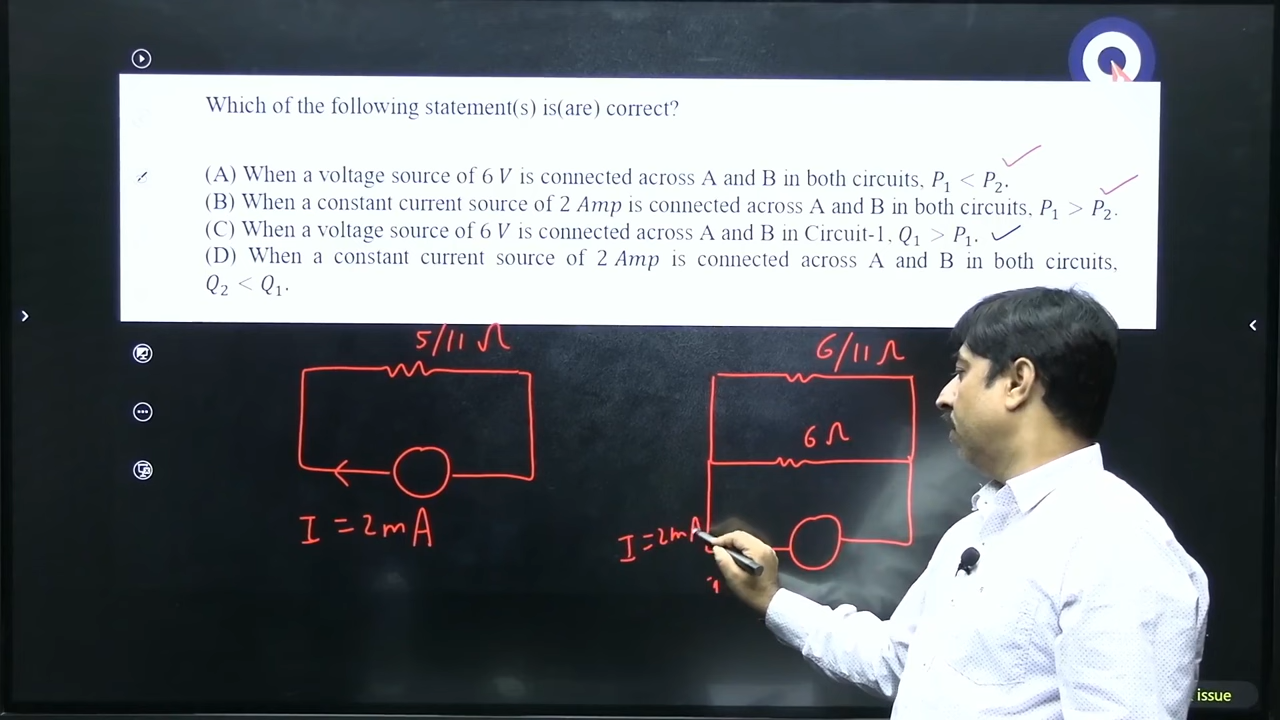 Which of the following statement(s) is(are) correct?
(A) When a voltage source of 6 V is connected across A and B in both circuits, P₁ < P₂.
(B) When a constant current source of 2 Amp is connected across A and B in both circuits, P₁ > P₂.
(C) When a voltage source of 6 V is connected across A and B in Circuit-1, Q₁ > P₁.
(D) When a constant current source of 2 Amp is connected across A and B in both circuits,
Q₂ < Q₁.
5/11 Ω
6/11 Ω
6 Ω
I = 2mA
I = 2mA
issue